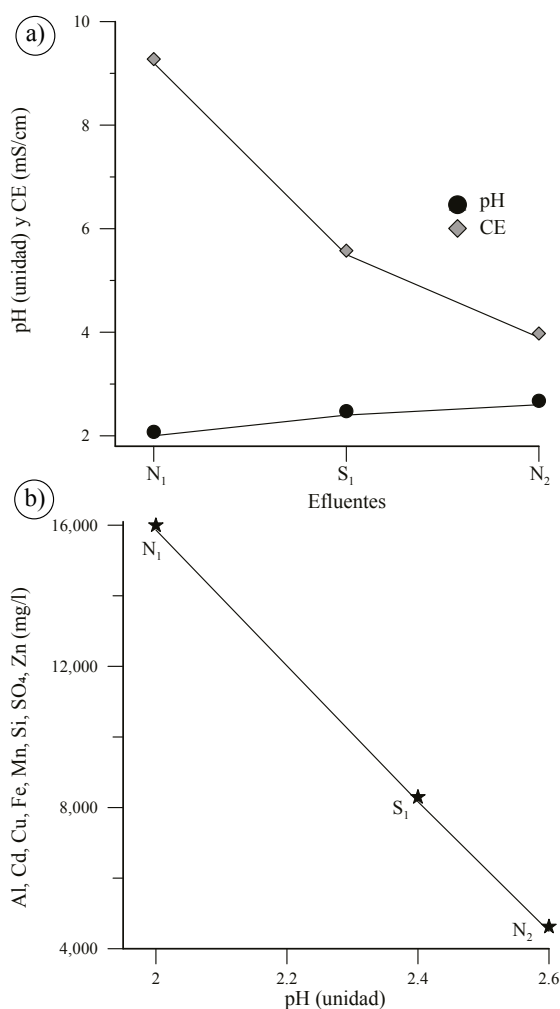 a)
pH (unidad) y CE (mS/cm)
10
8
6
4
2
pH
CE
N₁
S₁
N₂
Efluentes
b)
Al, Cd, Cu, Fe, Mn, Si, SO₄, Zn (mg/l)
16,000
12,000
8,000
4,000
N₁
S₁
N₂
2
2.2
2.4
2.6
pH (unidad)